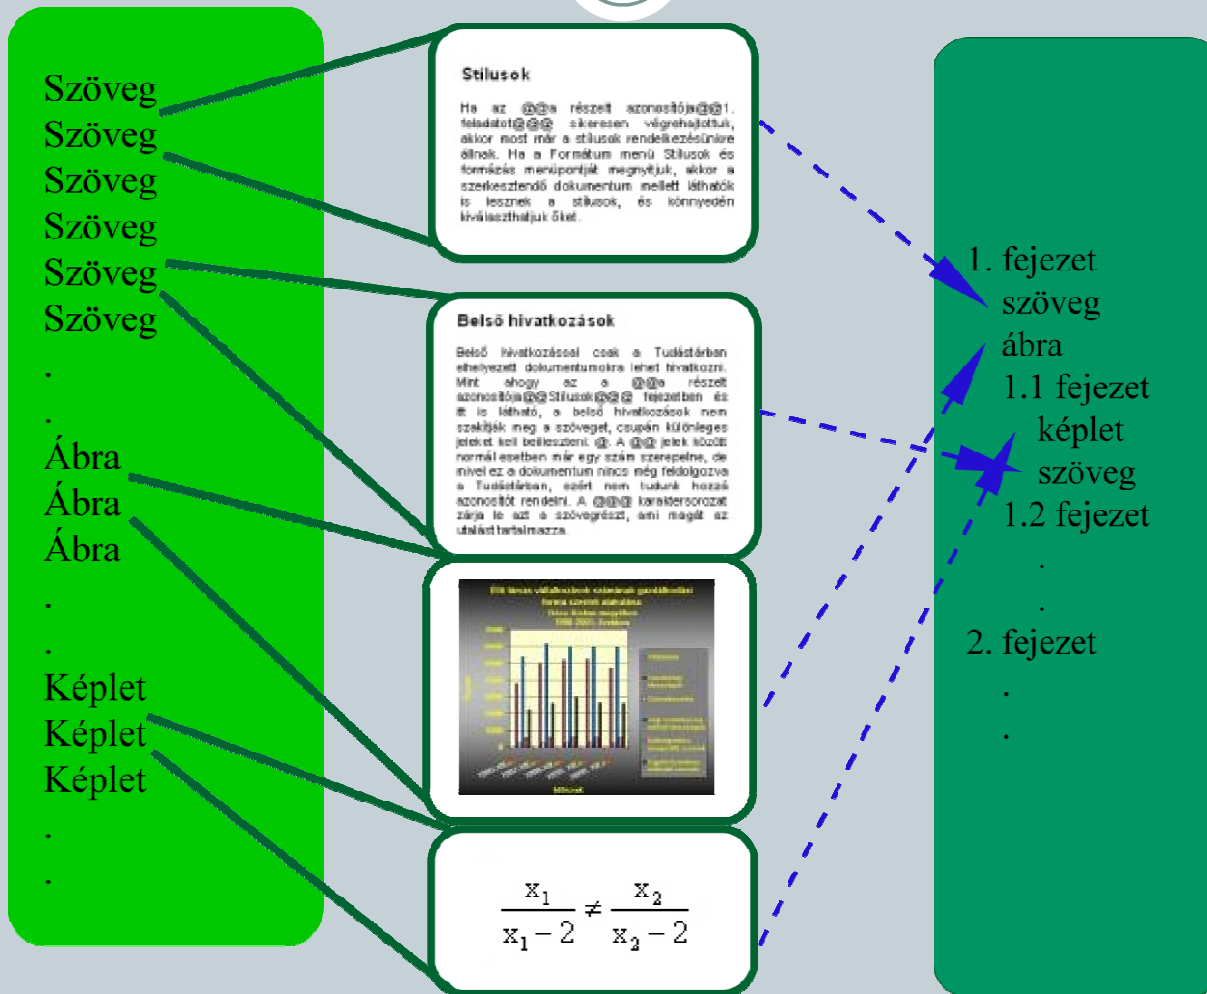 Szöveg
Szöveg
Szöveg
Szöveg
Szöveg
Szöveg
.
.
Ábra
Ábra
Ábra
.
.
Képlet
Képlet
Képlet
.
.
Stílusok
Ha az @@a részelt azonosítója@@1.
feladatot@@@ sikeresen végrehajtottuk,
akkor most már a stílusok rendelkezésünkre
állnak. Ha a Formátum menü Stílusok és
formázás menüpontját megnyitjuk, akkor a
szerkesztendő dokumentum mellett láthatók
is lesznek a stílusok, és könnyedén
kiválaszthatjuk őket.
Belső hivatkozások
Belső hivatkozással csak a Tudástárban
elhelyezett dokumentumokra lehet hivatkozni.
Mint ahogy az a @@a részelt
azonosítója@@Stílusok@@@ fejezetben és
itt is látható, a belső hivatkozások nem
szakítják meg a szöveget, csupán különleges
jeleket kell beilleszteni: @. A @@ jelek között
normál esetben már egy szám szerepelne, de
mivel ez a dokumentum nincs még feldolgozva
a Tudástárban, ezért nem tudunk hozzá
azonosítót rendelni. A @@@ karaktersorozat
zárja le azt a szövegrészt, ami magát az
utalást tartalmazza.
x₁/(x₁ − 2) ≠ x₂/(x₂ − 2)
1. fejezet
szöveg
ábra
1.1 fejezet
képlet
szöveg
1.2 fejezet
.
.
2. fejezet
.
.